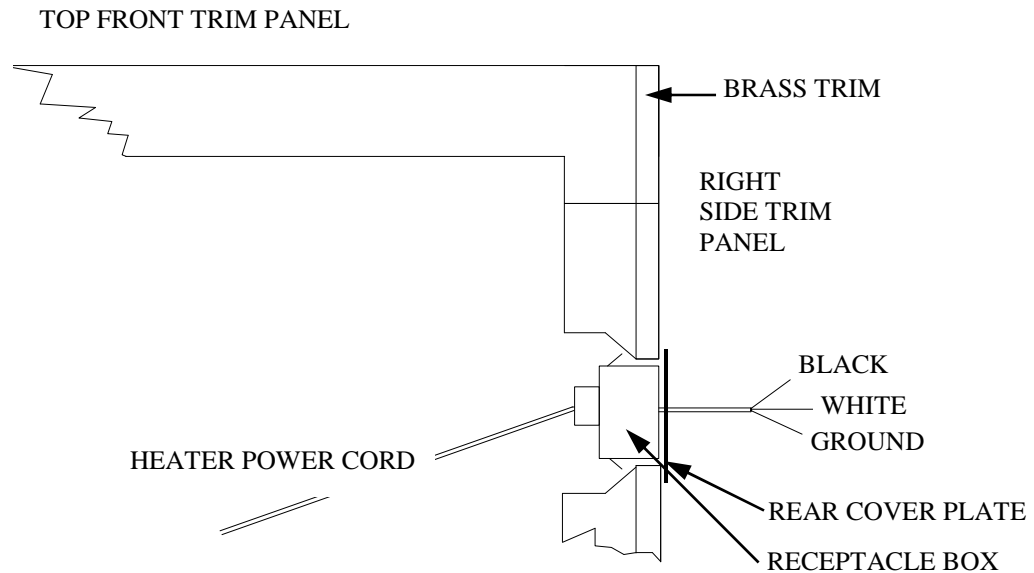 TOP FRONT TRIM PANEL
BRASS TRIM
RIGHT
SIDE TRIM
PANEL
BLACK
WHITE
GROUND
HEATER POWER CORD
REAR COVER PLATE
RECEPTACLE BOX